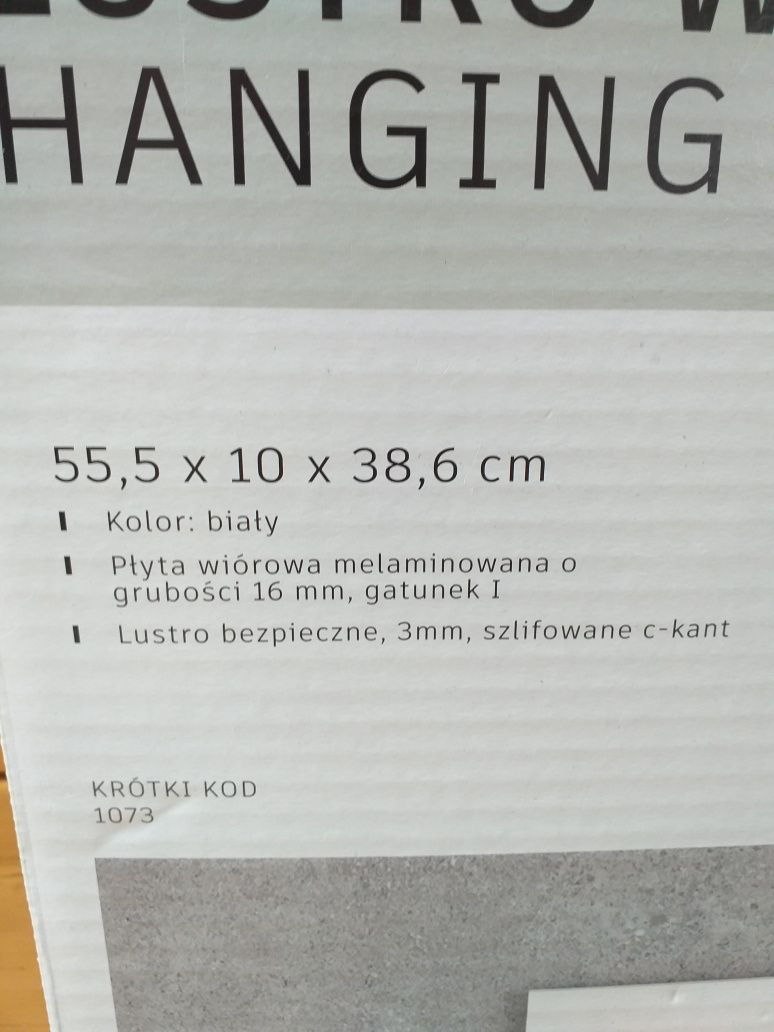 LUSTRO W
HANGING
55,5 x 10 x 38,6 cm
Kolor: biały
Płyta wiórowa melaminowana o
grubości 16 mm, gatunek I
Lustro bezpieczne, 3mm, szlifowane c-kant
KRÓTKI KOD
1073